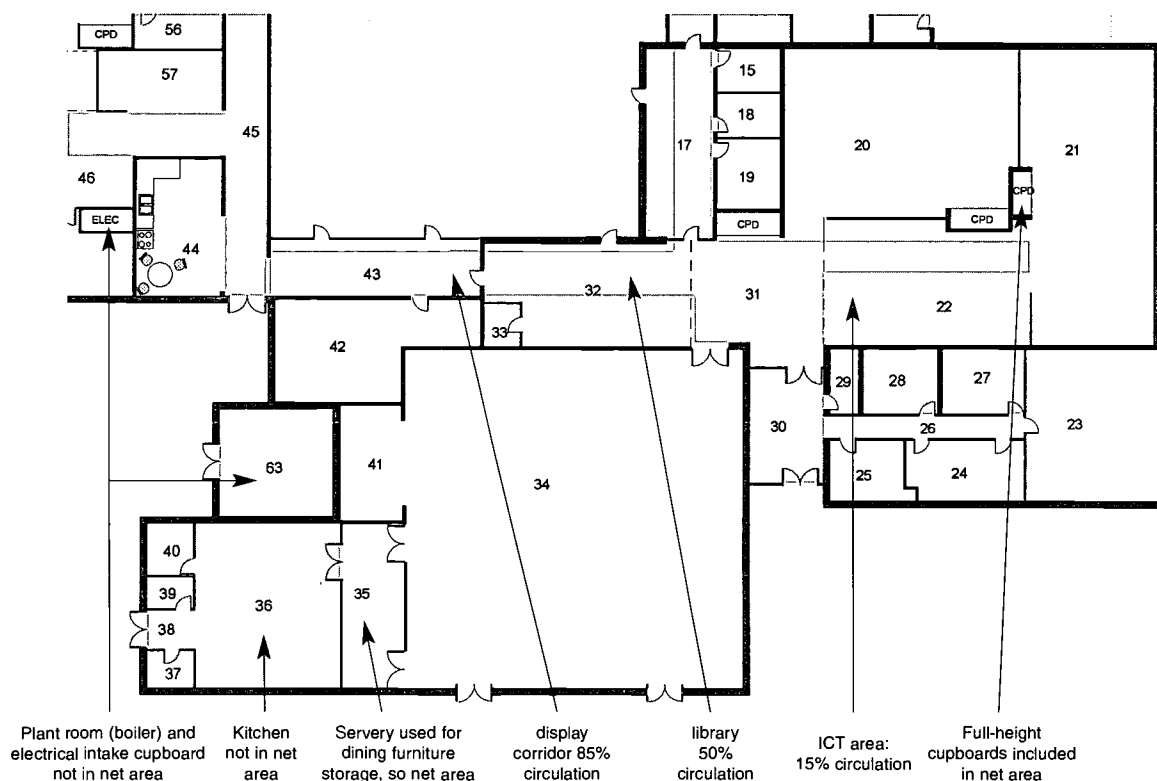 56
CPD
57
15
18
45
17
20
21
46
19
CPD
ELEC
CPD
CPD
44
43
32
31
22
33
42
29
28
27
30
26
23
63
41
34
25
24
40
39
36
35
38
37
Plant room (boiler) and
electrical intake cupboard
not in net area
Kitchen
not in net
area
Servery used for
dining furniture
storage, so net area
display
corridor 85%
circulation
library
50%
circulation
ICT area:
15% circulation
Full-height
cupboards included
in net area